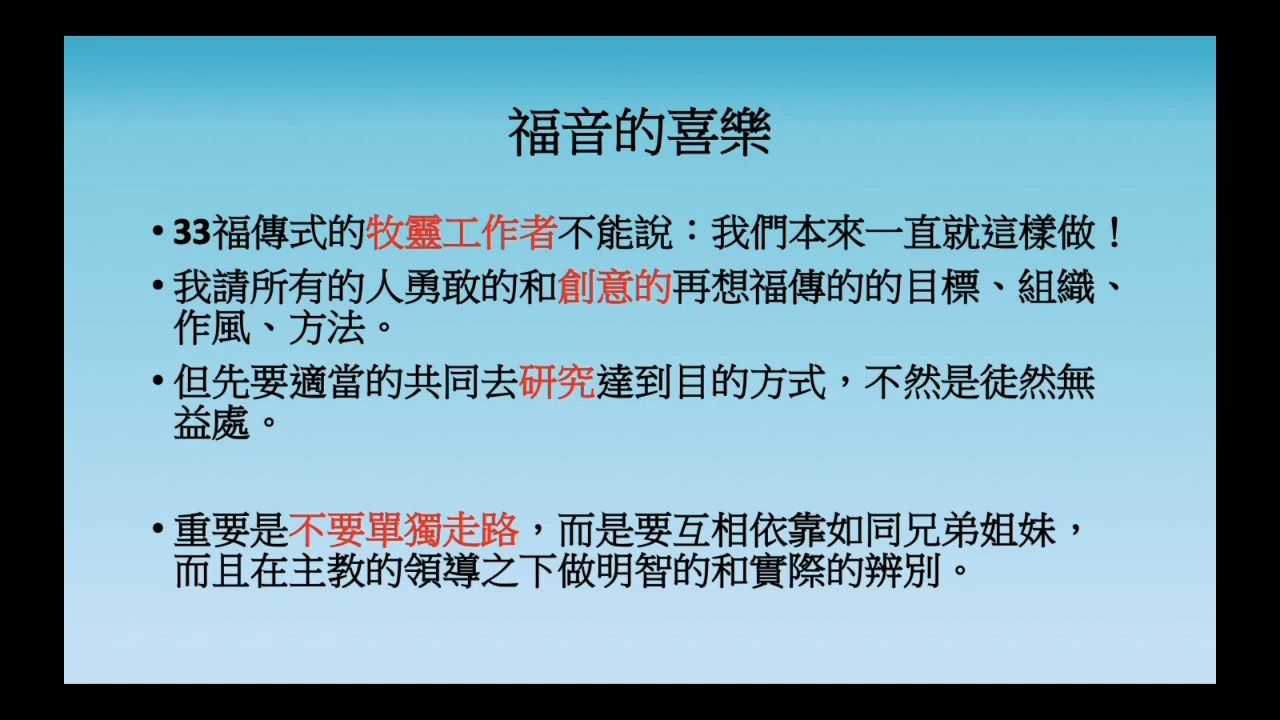 福音的喜樂
• 33福傳式的牧靈工作者不能說：我們本來一直就這樣做！
• 我請所有的人勇敢的和創意的再想福傳的的目標、組織、
作風、方法。
• 但先要適當的共同去研究達到目的方式，不然是徒然無
益處。
• 重要是不要單獨走路，而是要互相依靠如同兄弟姐妹，
而且在主教的領導之下做明智的和實際的辨別。